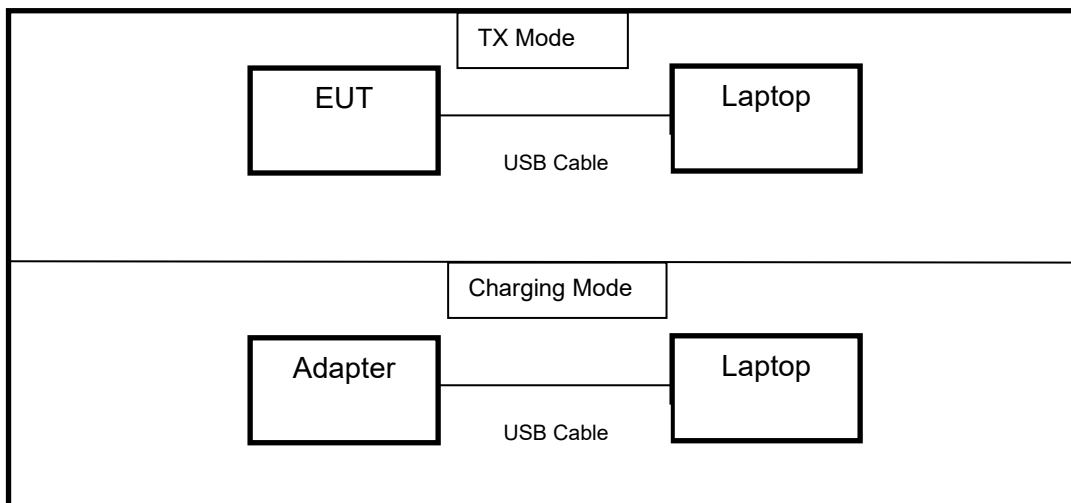 TX Mode
EUT
Laptop
USB Cable
Charging Mode
Adapter
Laptop
USB Cable